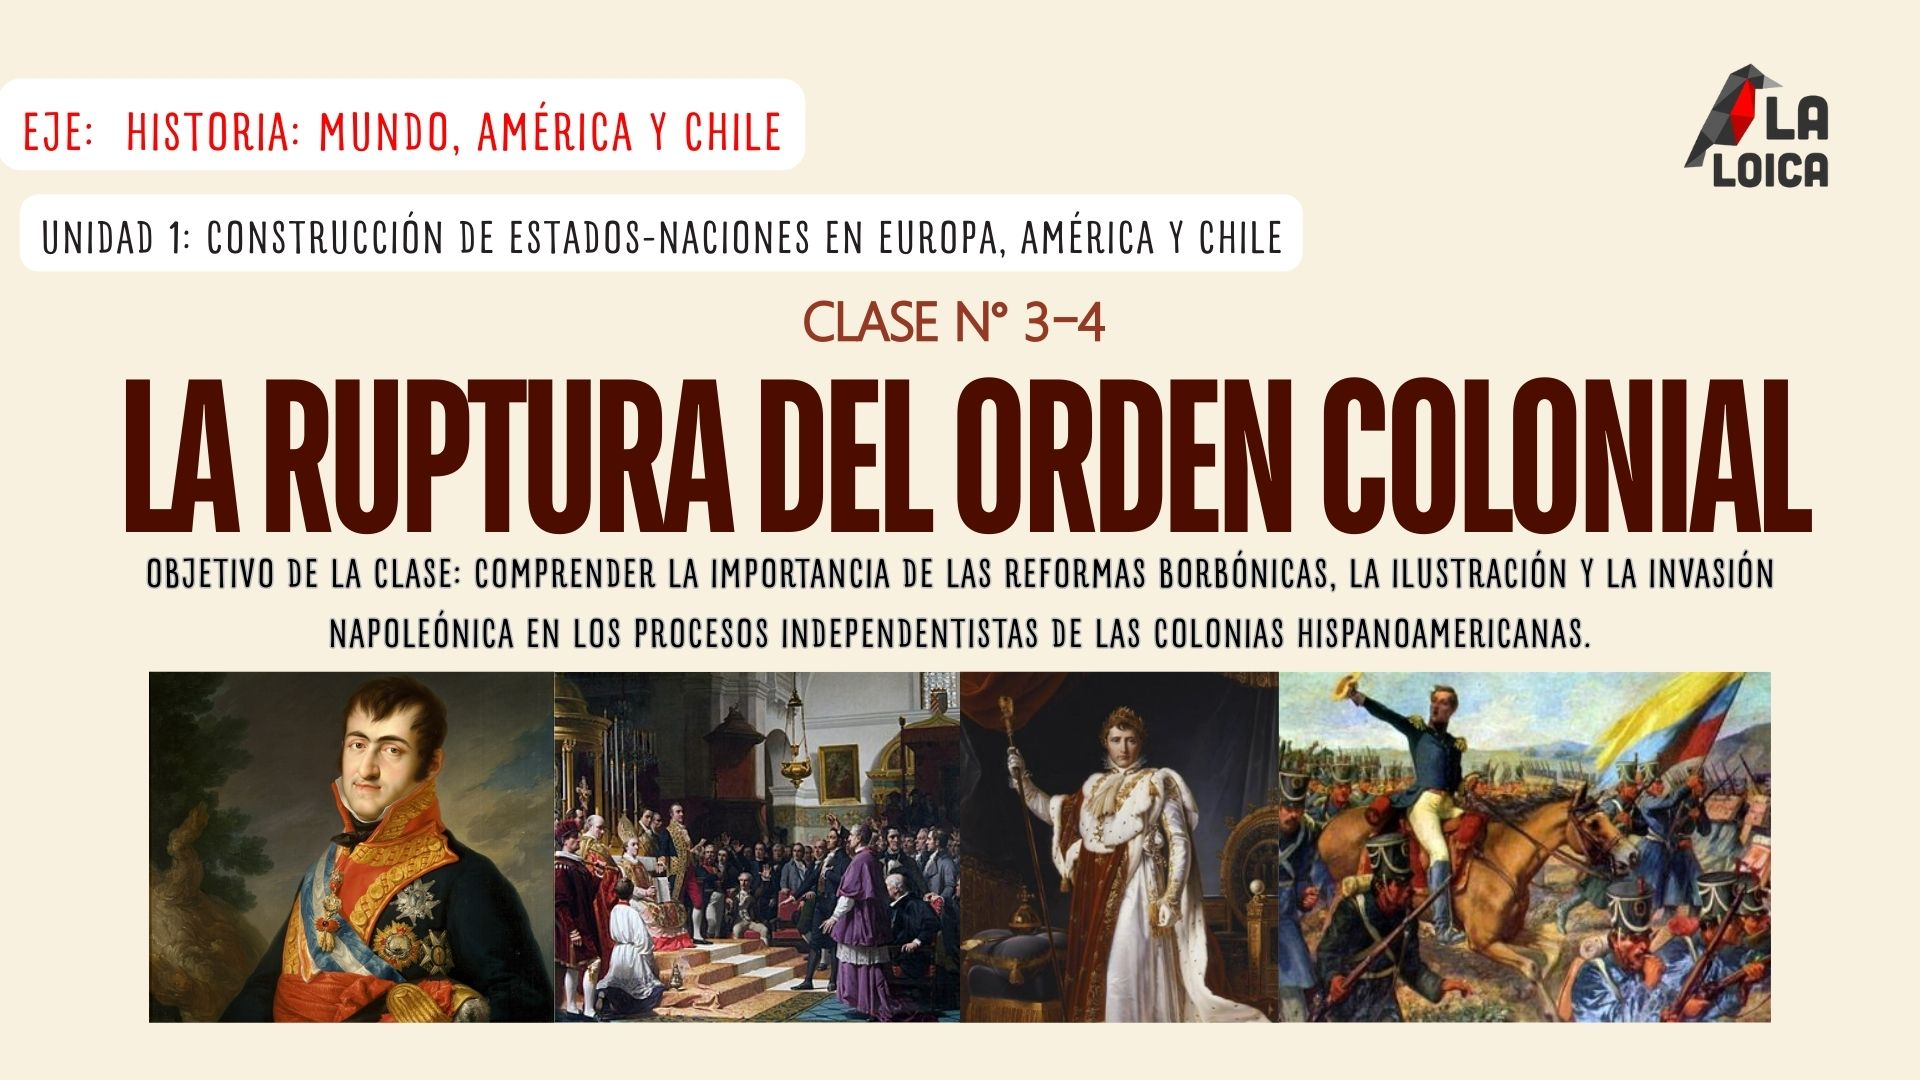 EJE: HISTORIA: MUNDO, AMÉRICA Y CHILE
LA
LOICA
UNIDAD 1: CONSTRUCCIÓN DE ESTADOS-NACIONES EN EUROPA, AMÉRICA Y CHILE
CLASE N° 3-4
LA RUPTURA DEL ORDEN COLONIAL
OBJETIVO DE LA CLASE: COMPRENDER LA IMPORTANCIA DE LAS REFORMAS BORBÓNICAS, LA ILUSTRACIÓN Y LA INVASIÓN
NAPOLEÓNICA EN LOS PROCESOS INDEPENDENTISTAS DE LAS COLONIAS HISPANOAMERICANAS.